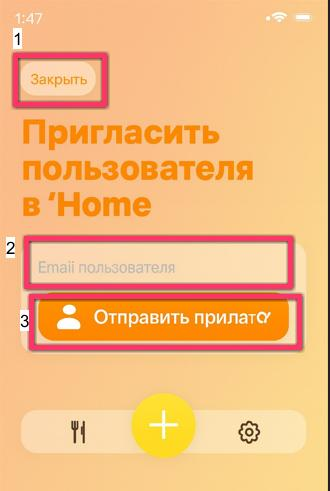 1:47
1
Закрыть
Пригласить
пользователя
в ‘Home
2
Email пользователя
3
Отправить